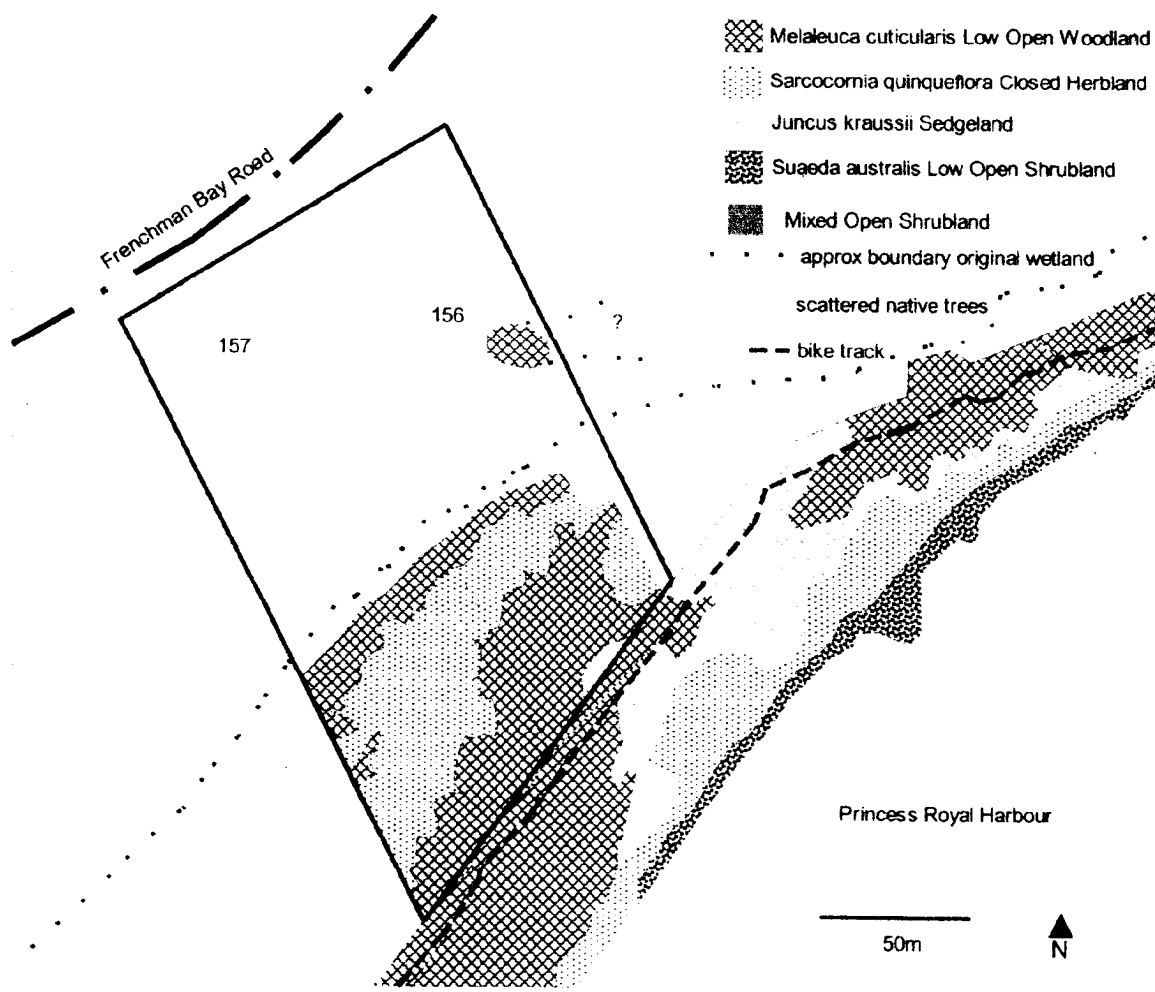 Melaleuca cuticularis Low Open Woodland
Sarcocornia quinqueflora Closed Herbland
Juncus kraussii Sedgeland
Suaeda australis Low Open Shrubland
Mixed Open Shrubland
approx boundary original wetland
scattered native trees
bike track
Frenchman Bay Road
157
156
?
Princess Royal Harbour
50m
N